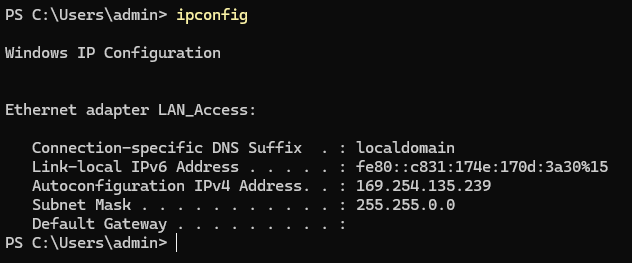 PS C:\Users\admin> ipconfig
Windows IP Configuration
Ethernet adapter LAN_Access:
Connection-specific DNS Suffix  . : localdomain
Link-local IPv6 Address . . . . . : fe80::c831:174e:170d:3a30%15
Autoconfiguration IPv4 Address. . : 169.254.135.239
Subnet Mask . . . . . . . . . . . : 255.255.0.0
Default Gateway . . . . . . . . . :
PS C:\Users\admin>